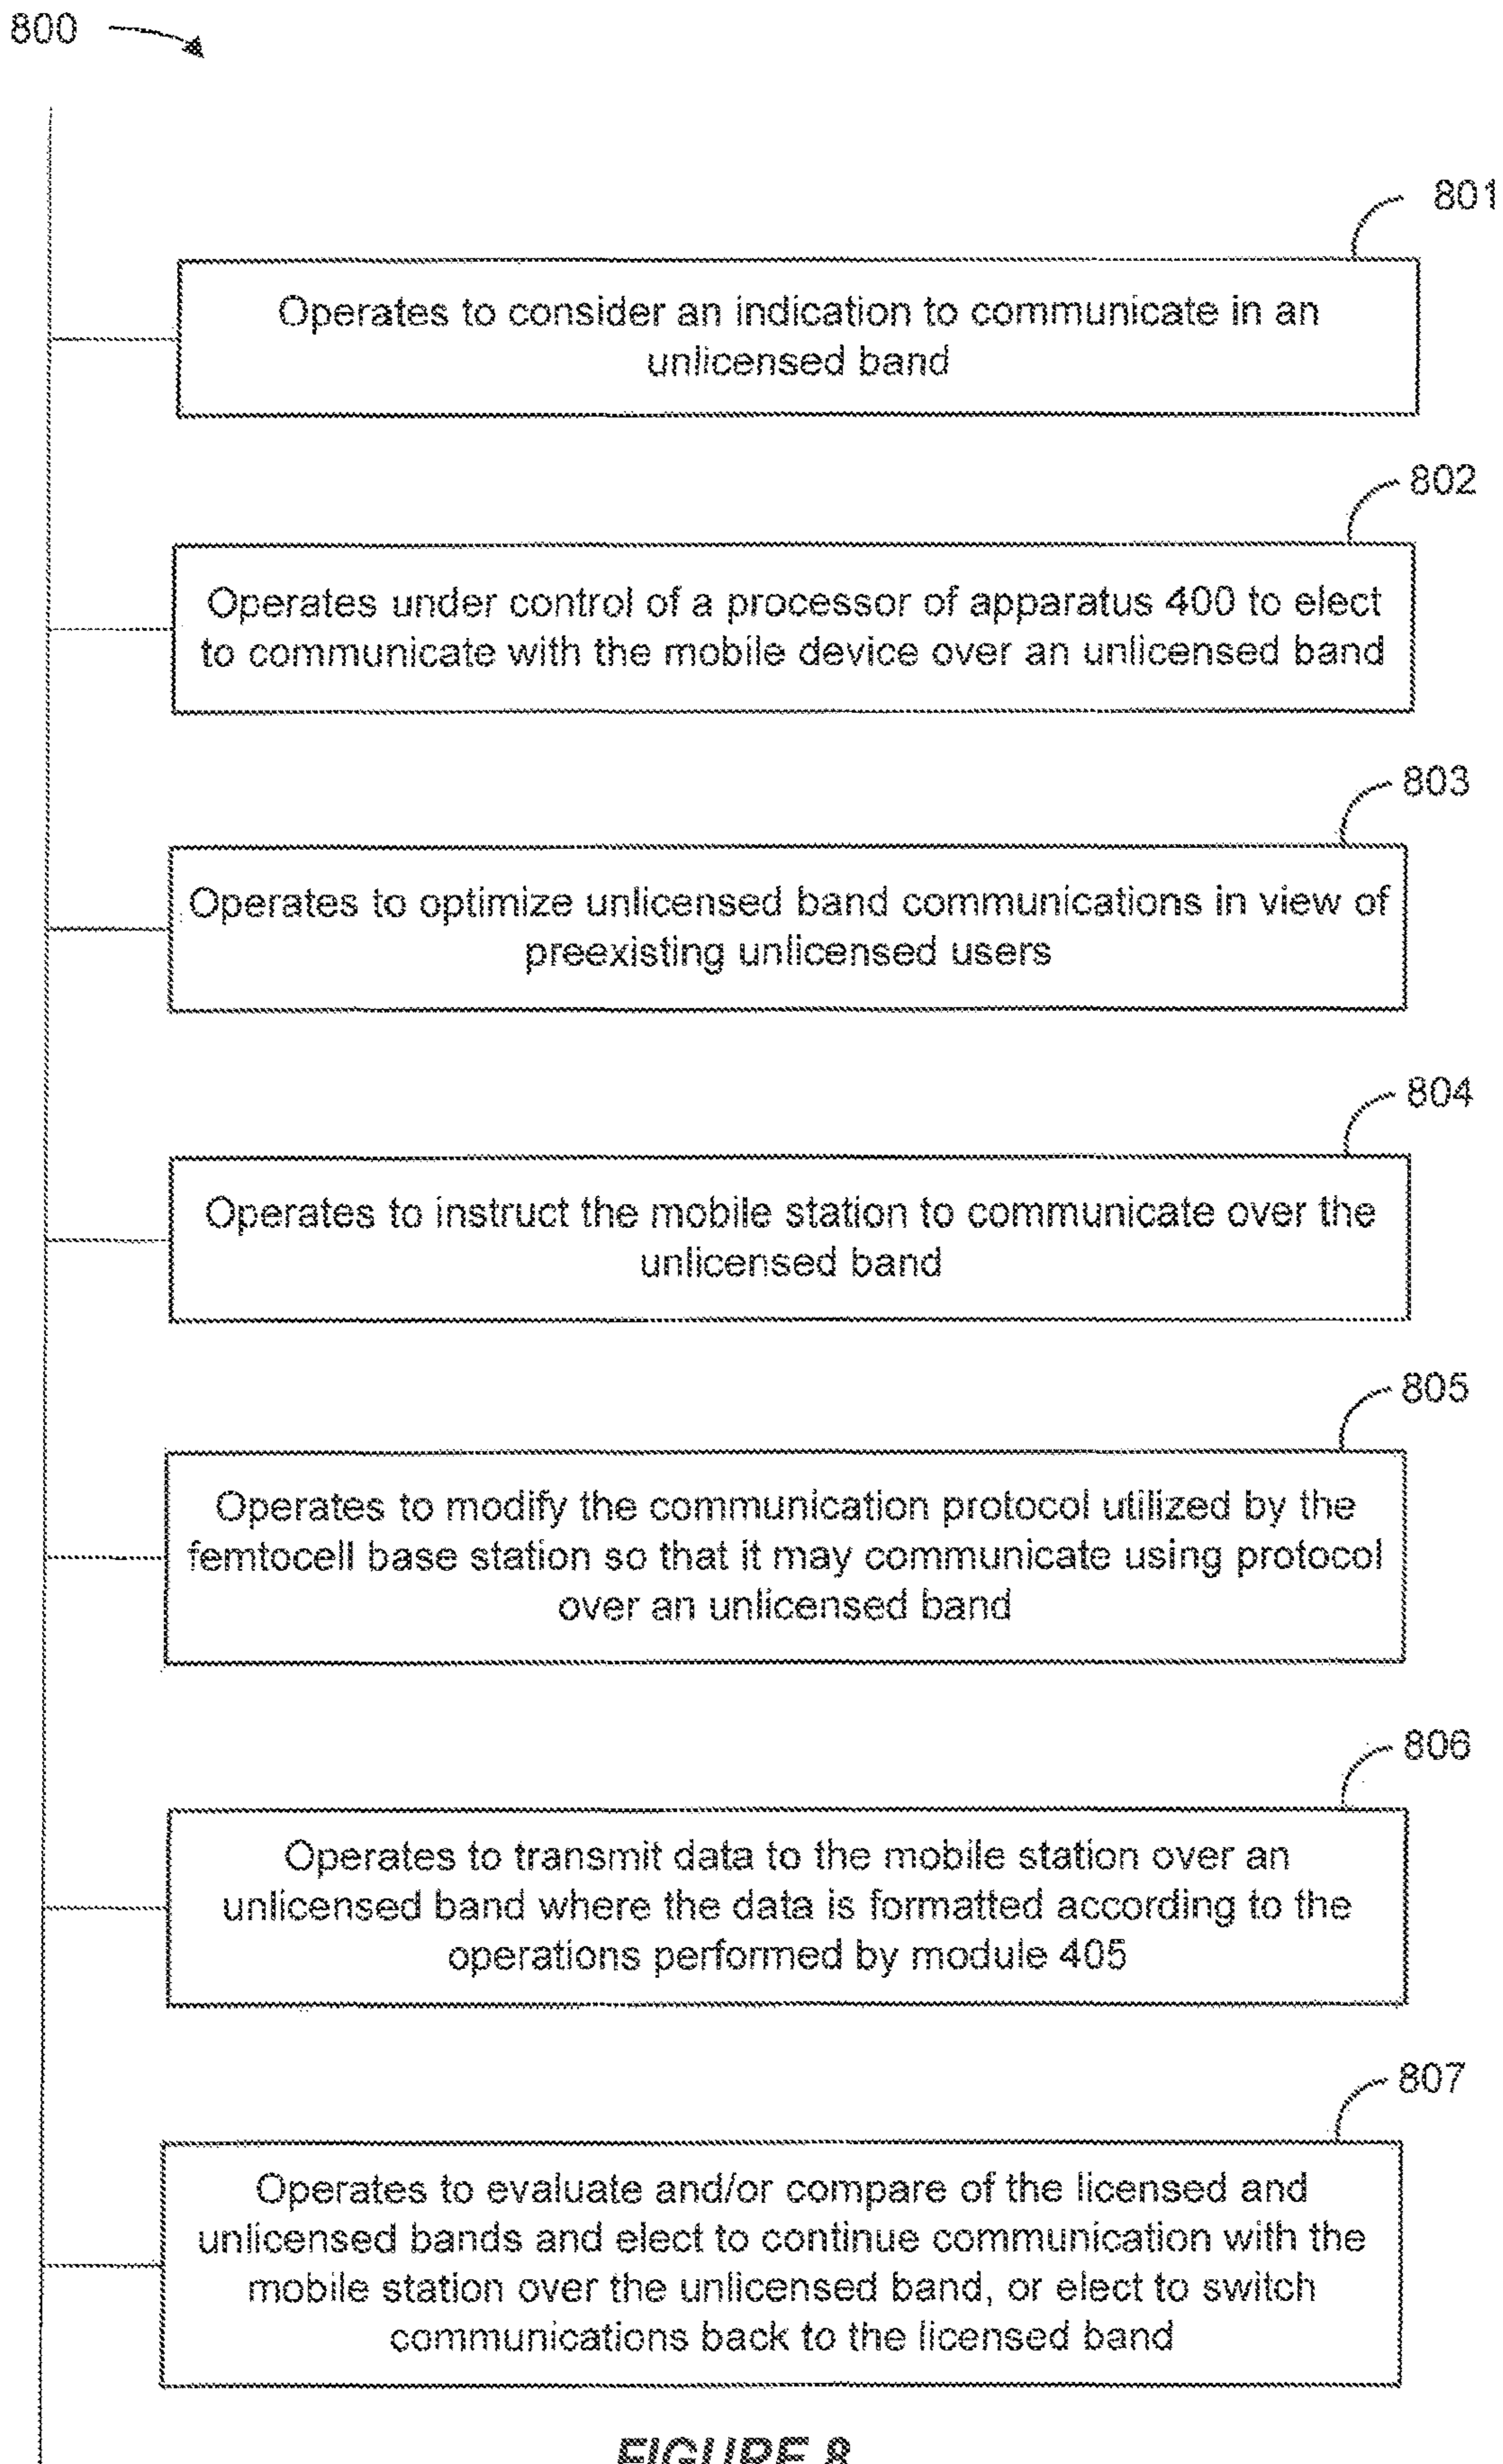 800
801
Operates to consider an indication to communicate in an
unlicensed band
802
Operates under control of a processor of apparatus 400 to elect
to communicate with the mobile device over an unlicensed band
803
Operates to optimize unlicensed band communications in view of
preexisting unlicensed users
804
Operates to instruct the mobile station to communicate over the
unlicensed band
805
Operates to modify the communication protocol utilized by the
femtocell base station so that it may communicate using protocol
over an unlicensed band
806
Operates to transmit data to the mobile station over an
unlicensed band where the data is formatted according to the
operations performed by module 405
807
Operates to evaluate and/or compare of the licensed and
unlicensed bands and elect to continue communication with the
mobile station over the unlicensed band, or elect to switch
communications back to the licensed band
FIGURE 8